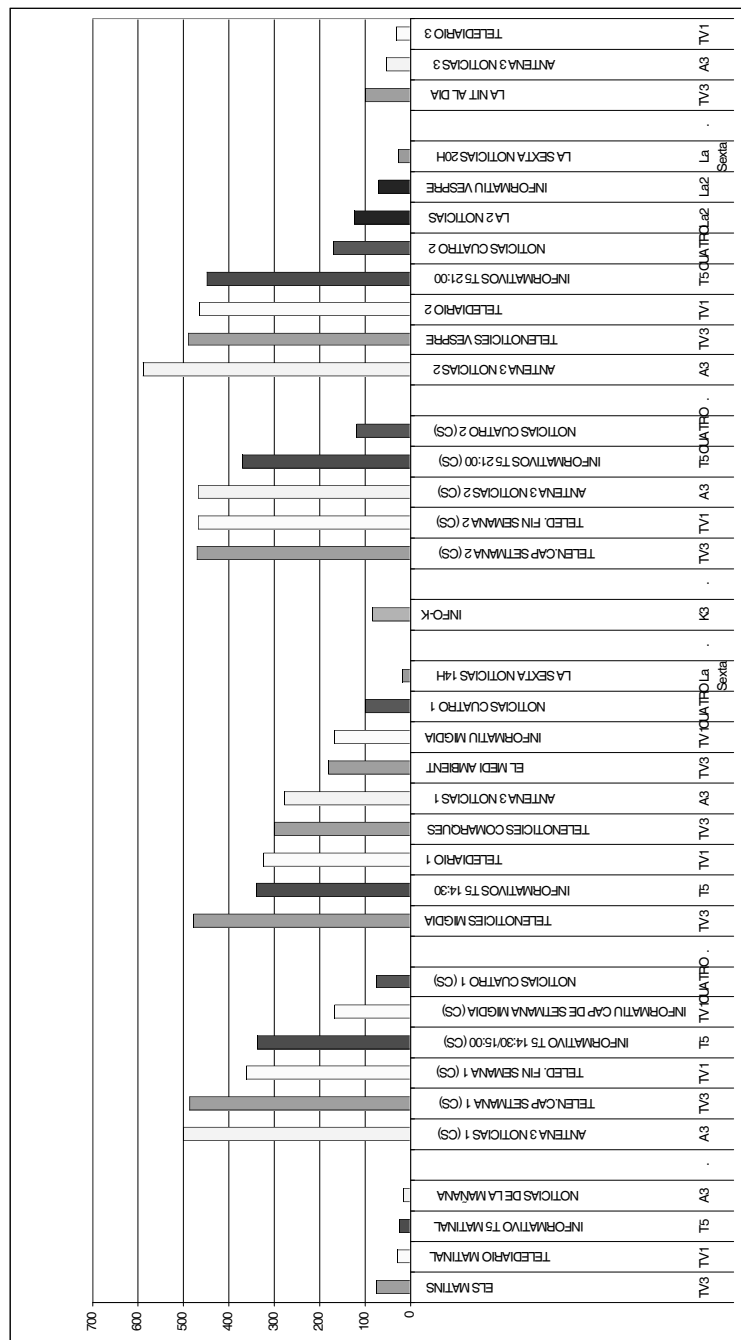 700
600
500
400
300
200
100
0
ELS MATINS TV3
TELEDIARIO MATINAL TV1
INFORMATIVO T5 MATINAL T5
NOTICIAS DE LA MAÑANA A3
.
ANTENA 3 NOTICIAS 1 (CS) A3
TELEN.CAP SETMANA 1 (CS) TV3
TELED. FIN SEMANA 1 (CS) TV1
INFORMATIVO T5 14:30/15:00 (CS) T5
INFORMATIU CAP DE SETMANA MIGDIA (CS) TV1
NOTICIAS CUATRO 1 (CS) CUATRO
.
TELENOTICIES MIGDIA TV3
INFORMATIVOS T5 14:30 T5
TELEDIARIO 1 TV1
TELENOTICIES COMARQUES TV3
ANTENA 3 NOTICIAS 1 A3
EL MEDI AMBIENT TV3
INFORMATIU MIGDIA TV1
NOTICIAS CUATRO 1 CUATRO
LA SEXTA NOTICIAS 14H La
Sexta
.
INFO-K K3
.
TELEN.CAP SETMANA 2 (CS) TV3
TELED. FIN SEMANA 2 (CS) TV1
ANTENA 3 NOTICIAS 2 (CS) A3
INFORMATIVOS T5 21:00 (CS) T5
NOTICIAS CUATRO 2 (CS) CUATRO
.
ANTENA 3 NOTICIAS 2 A3
TELENOTICIES VESPRE TV3
TELEDIARIO 2 TV1
INFORMATIVOS T5 21:00 T5
NOTICIAS CUATRO 2 CUATRO
LA 2 NOTICIAS La2
INFORMATIU VESPRE La2
LA SEXTA NOTICIAS 20H La
Sexta
.
LA NIT AL DIA TV3
ANTENA 3 NOTICIAS 3 A3
TELEDIARIO 3 TV1